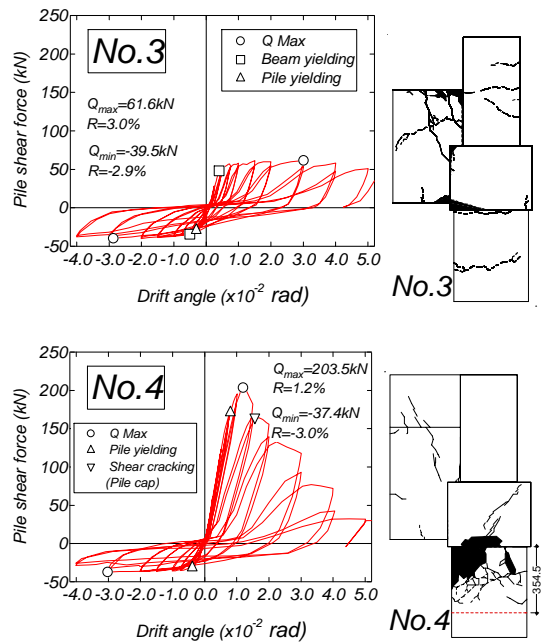 No.3
Q Max
Beam yielding
Pile yielding
Qmax=61.6kN
R=3.0%
Qmin=-39.5kN
R=-2.9%
Pile shear force (kN)
250
200
150
100
50
0
-50
-4.0 -3.0 -2.0 -1.0 0.0 1.0 2.0 3.0 4.0 5.0
Drift angle (x10-2 rad)
No.3
No.4
Q Max
Pile yielding
Shear cracking
(Pile cap)
Qmax=203.5kN
R=1.2%
Qmin=-37.4kN
R=-3.0%
Pile shear force (kN)
250
200
150
100
50
0
-50
-4.0 -3.0 -2.0 -1.0 0.0 1.0 2.0 3.0 4.0 5.0
Drift angle (x10-2 rad)
354.5
No.4